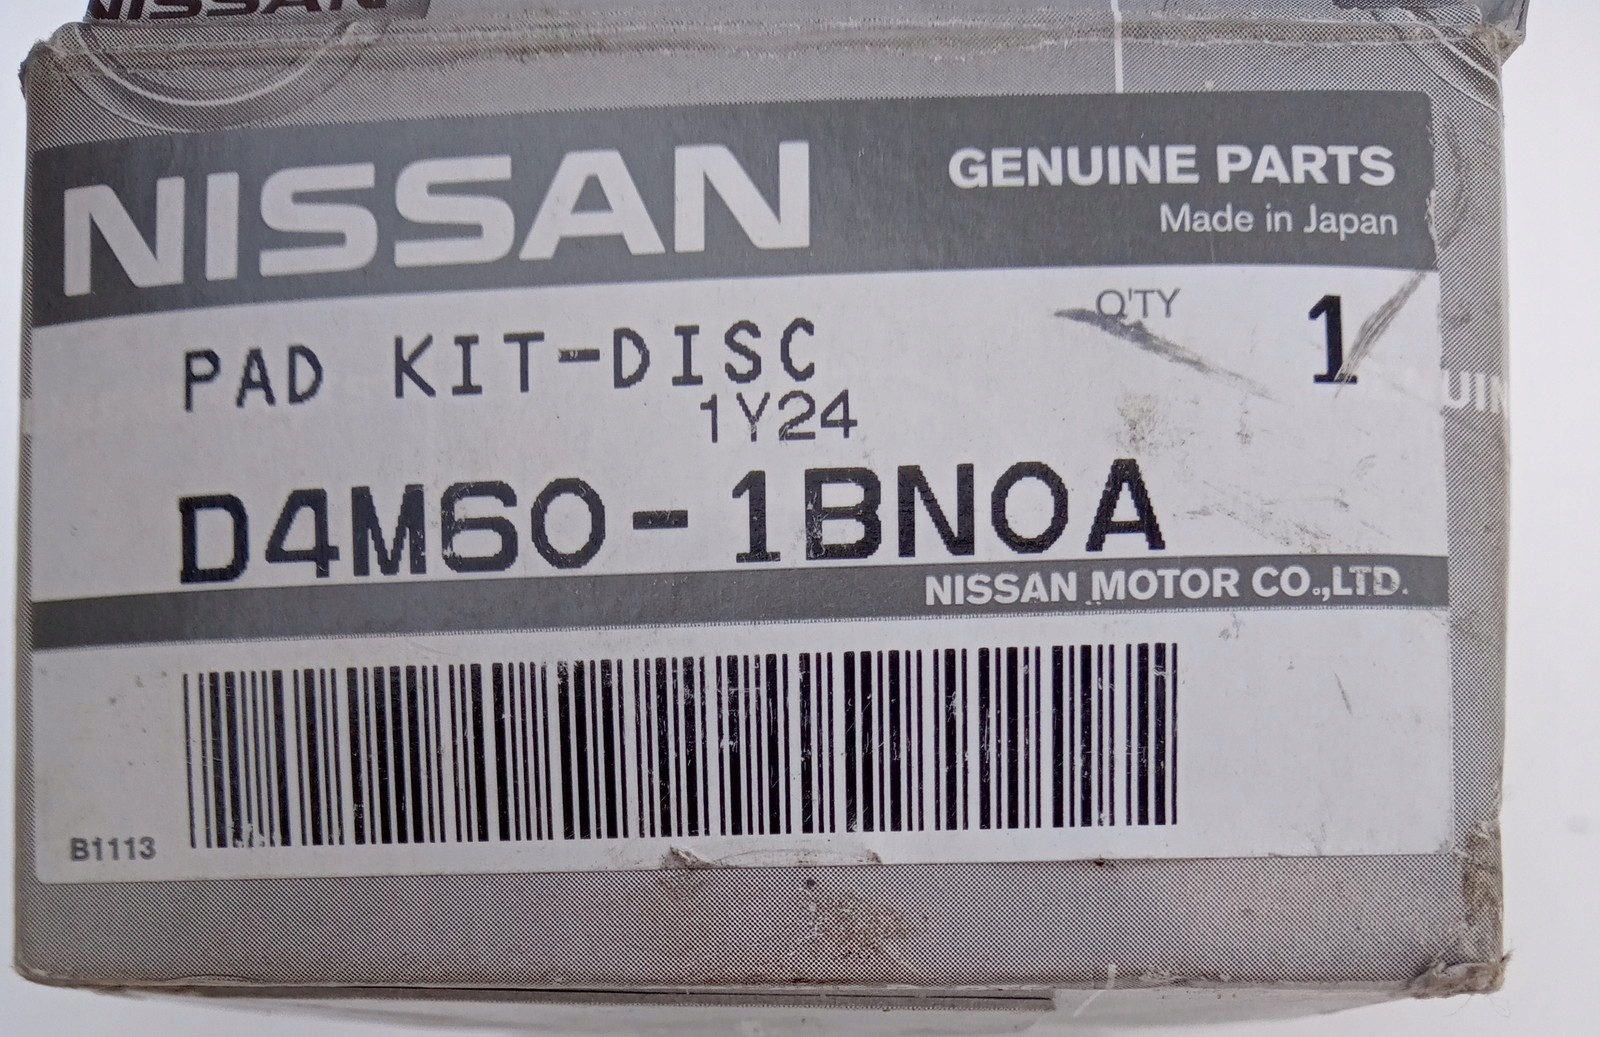 NISSAN
NISSAN
GENUINE PARTS
Made in Japan
Q'TY
1
PAD KIT-DISC
1Y24
D4M60-1BN0A
NISSAN MOTOR CO.,LTD.
B1113